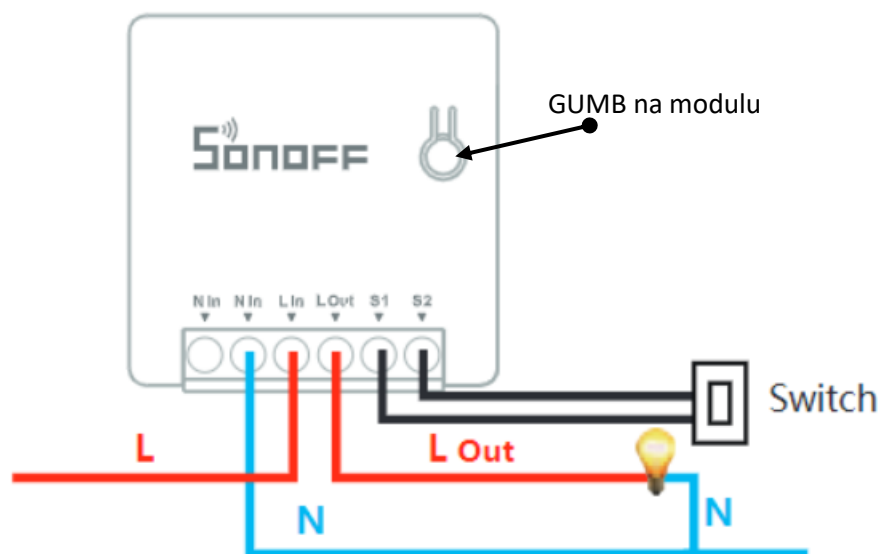 GUMB na modulu
SONOFF
N In N In L In L Out S1 S2
Switch
L
L Out
N
N